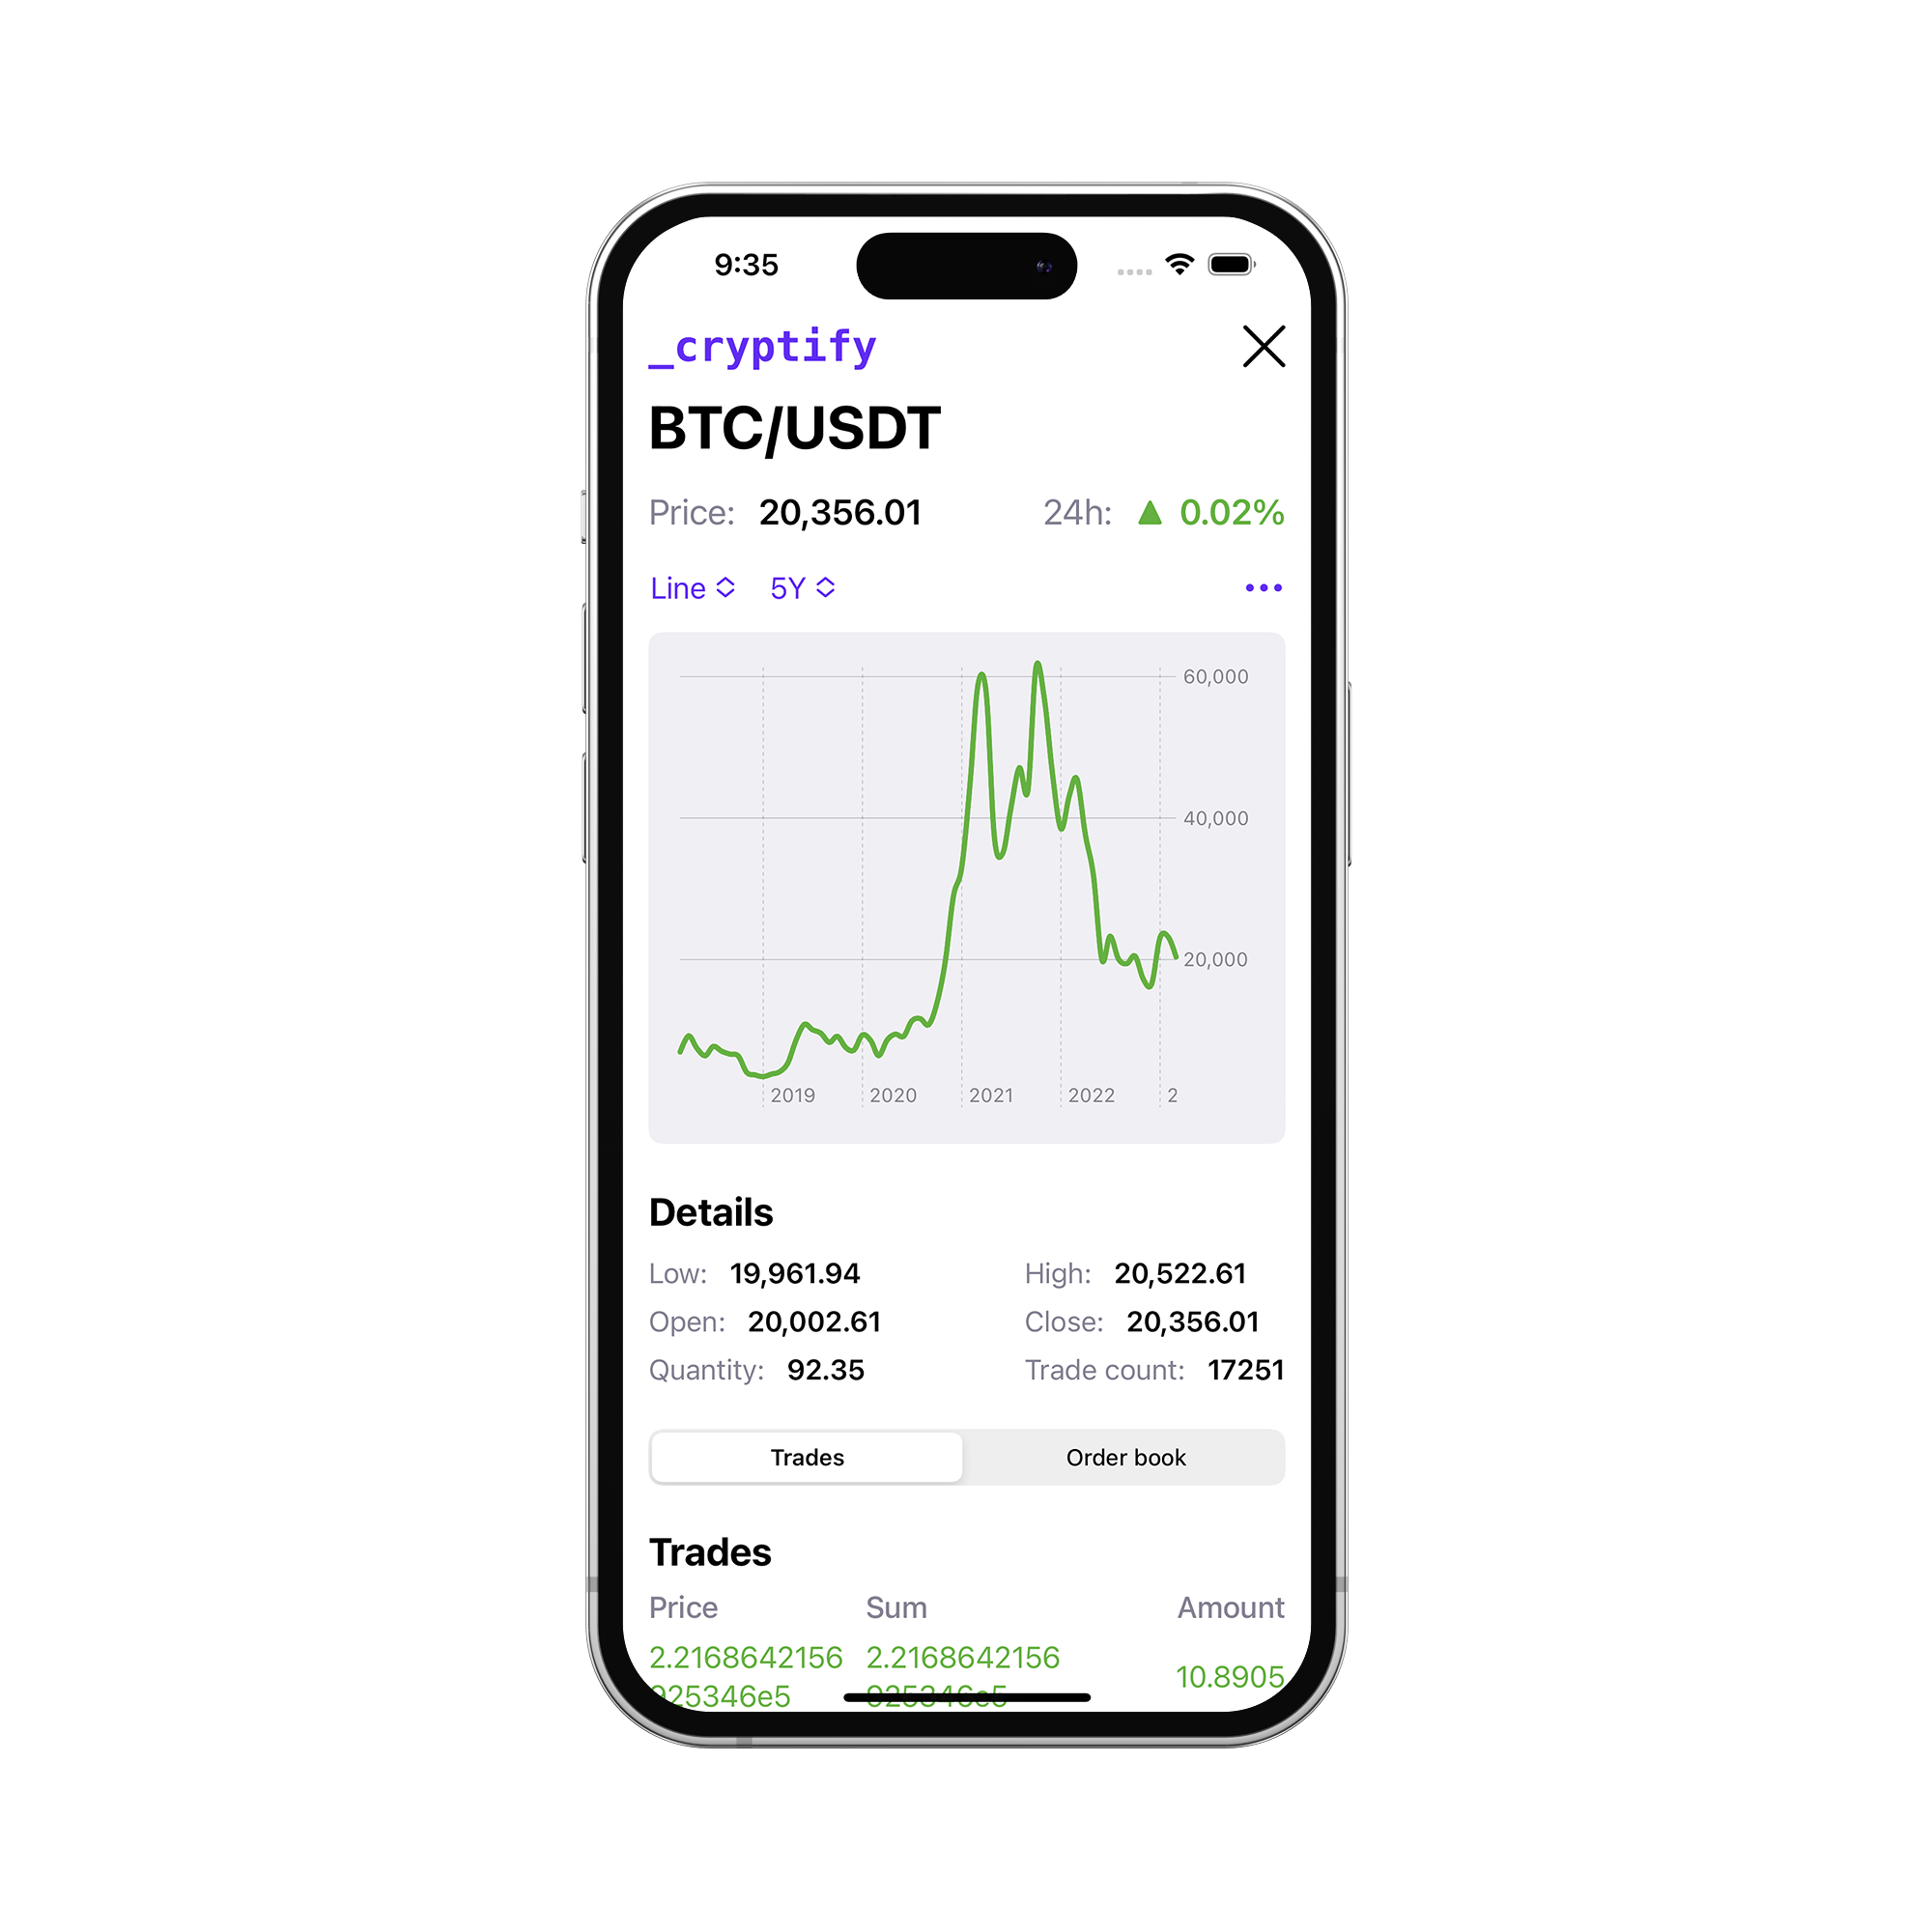 9:35
_cryptify
BTC/USDT
Price: 20,356.01 24h: ▲ 0.02%
Line 5Y
60,000
40,000
20,000
2019 2020 2021 2022 2
Details
Low: 19,961.94 High: 20,522.61
Open: 20,002.61 Close: 20,356.01
Quantity: 92.35 Trade count: 17251
Trades Order book
Trades
Price Sum Amount
2.2168642156 2.2168642156 10.8905
925346e5 925346e5